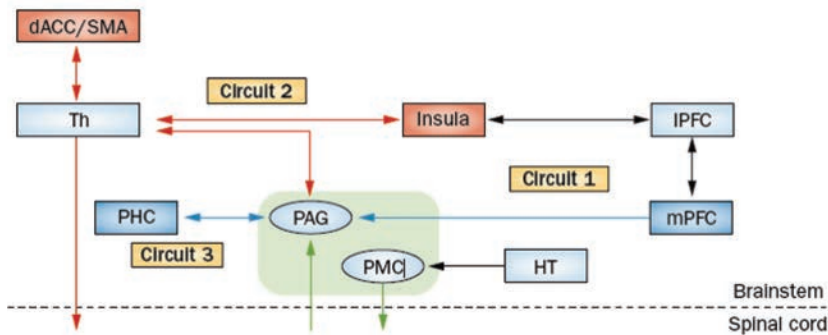 dACC/SMA
Circuit 2
Th
Insula
lPFC
Circuit 1
PHC
PAG
mPFC
Circuit 3
PMC
HT
Brainstem
Spinal cord